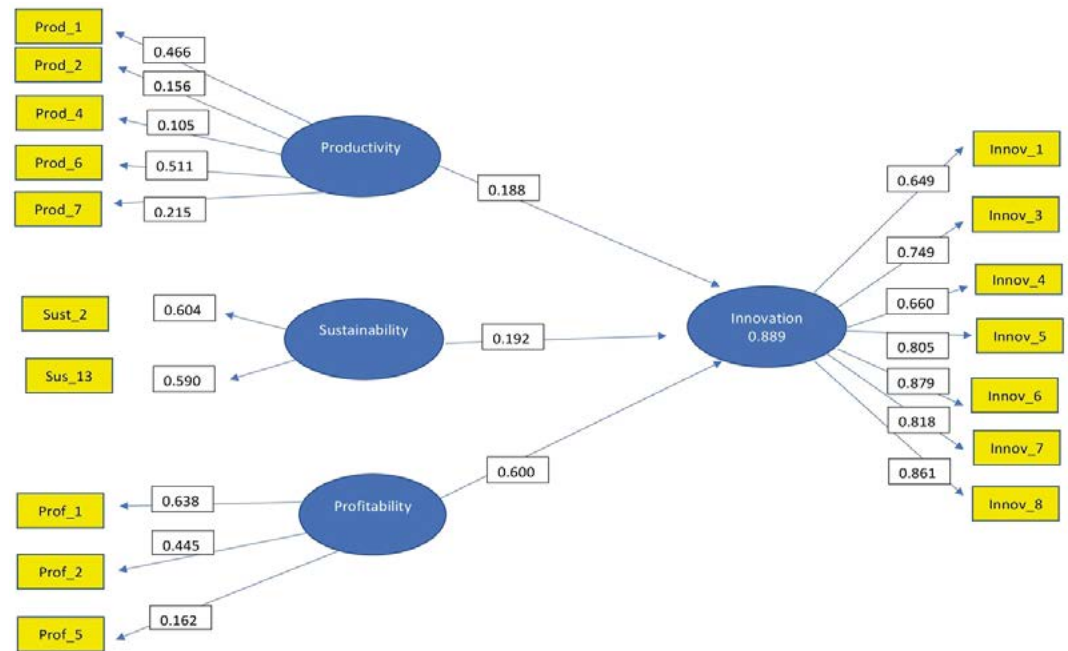 Prod_1
0.466
Prod_2
0.156
Prod_4
0.105
Prod_6
0.511
Prod_7
0.215
Productivity
0.188
Sust_2
0.604
Sus_13
0.590
Sustainability
0.192
Prof_1
0.638
Prof_2
0.445
Prof_5
0.162
Profitability
0.600
Innovation
0.889
Innov_1
0.649
Innov_3
0.749
Innov_4
0.660
Innov_5
0.805
Innov_6
0.879
Innov_7
0.818
Innov_8
0.861